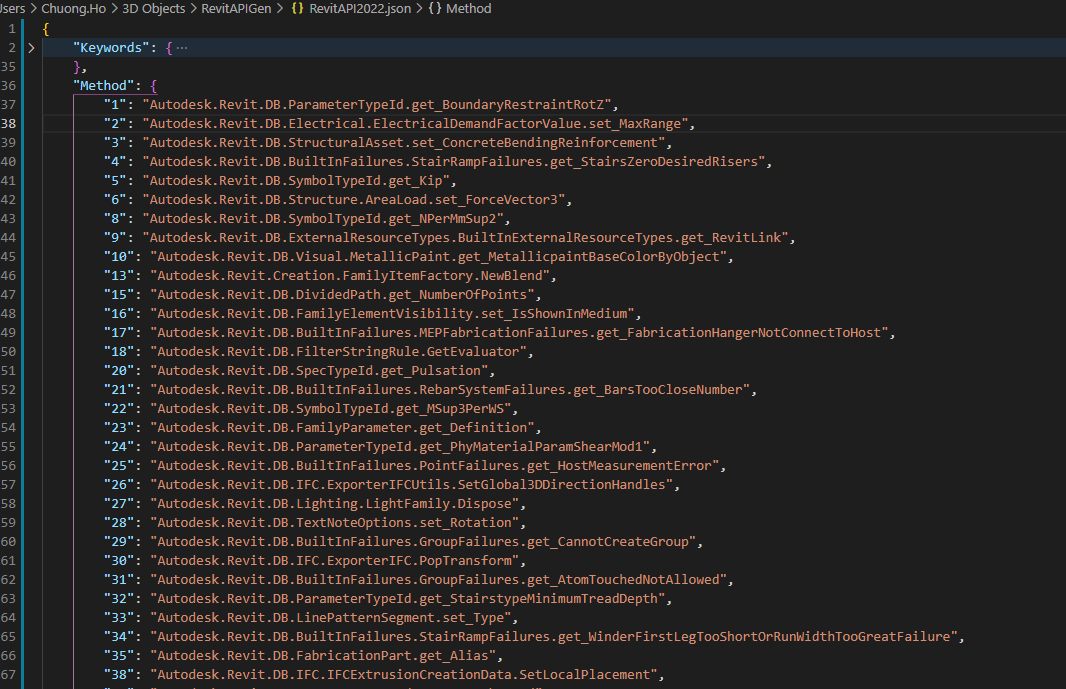 Users > Chuong.Ho > 3D Objects > RevitAPIGen > {} RevitAPI2022.json > {} Method
1 {
2 > "Keywords": { ...
35 },
36 "Method": {
37 "1": "Autodesk.Revit.DB.ParameterTypeId.get_BoundaryRestraintRotZ",
38 "2": "Autodesk.Revit.DB.Electrical.ElectricalDemandFactorValue.set_MaxRange",
39 "3": "Autodesk.Revit.DB.StructuralAsset.set_ConcreteBendingReinforcement",
40 "4": "Autodesk.Revit.DB.BuiltInFailures.StairRampFailures.get_StairsZeroDesiredRisers",
41 "5": "Autodesk.Revit.DB.SymbolTypeId.get_Kip",
42 "6": "Autodesk.Revit.DB.Structure.AreaLoad.set_ForceVector3",
43 "8": "Autodesk.Revit.DB.SymbolTypeId.get_NPerMmSup2",
44 "9": "Autodesk.Revit.DB.ExternalResourceTypes.BuiltInExternalResourceTypes.get_RevitLink",
45 "10": "Autodesk.Revit.DB.Visual.MetallicPaint.get_MetallicpaintBaseColorByObject",
46 "13": "Autodesk.Revit.Creation.FamilyItemFactory.NewBlend",
47 "15": "Autodesk.Revit.DB.DividedPath.get_NumberOfPoints",
48 "16": "Autodesk.Revit.DB.FamilyElementVisibility.set_IsShownInMedium",
49 "17": "Autodesk.Revit.DB.BuiltInFailures.MEPFabricationFailures.get_FabricationHangerNotConnectToHost",
50 "18": "Autodesk.Revit.DB.FilterStringRule.GetEvaluator",
51 "20": "Autodesk.Revit.DB.SpecTypeId.get_Pulsation",
52 "21": "Autodesk.Revit.DB.BuiltInFailures.RebarSystemFailures.get_BarsTooCloseNumber",
53 "22": "Autodesk.Revit.DB.SymbolTypeId.get_MSup3PerWS",
54 "23": "Autodesk.Revit.DB.FamilyParameter.get_Definition",
55 "24": "Autodesk.Revit.DB.ParameterTypeId.get_PhyMaterialParamShearMod1",
56 "25": "Autodesk.Revit.DB.BuiltInFailures.PointFailures.get_HostMeasurementError",
57 "26": "Autodesk.Revit.DB.IFC.ExporterIFCUtils.SetGlobal3DDirectionHandles",
58 "27": "Autodesk.Revit.DB.Lighting.LightFamily.Dispose",
59 "28": "Autodesk.Revit.DB.TextNoteOptions.set_Rotation",
60 "29": "Autodesk.Revit.DB.BuiltInFailures.GroupFailures.get_CannotCreateGroup",
61 "30": "Autodesk.Revit.DB.IFC.ExporterIFC.PopTransform",
62 "31": "Autodesk.Revit.DB.BuiltInFailures.GroupFailures.get_AtomTouchedNotAllowed",
63 "32": "Autodesk.Revit.DB.ParameterTypeId.get_StairstypeMinimumTreadDepth",
64 "33": "Autodesk.Revit.DB.LinePatternSegment.set_Type",
65 "34": "Autodesk.Revit.DB.BuiltInFailures.StairRampFailures.get_WinderFirstLegTooShortOrRunWidthTooGreatFailure",
66 "35": "Autodesk.Revit.DB.FabricationPart.get_Alias",
67 "38": "Autodesk.Revit.DB.IFC.IFCExtrusionCreationData.SetLocalPlacement",